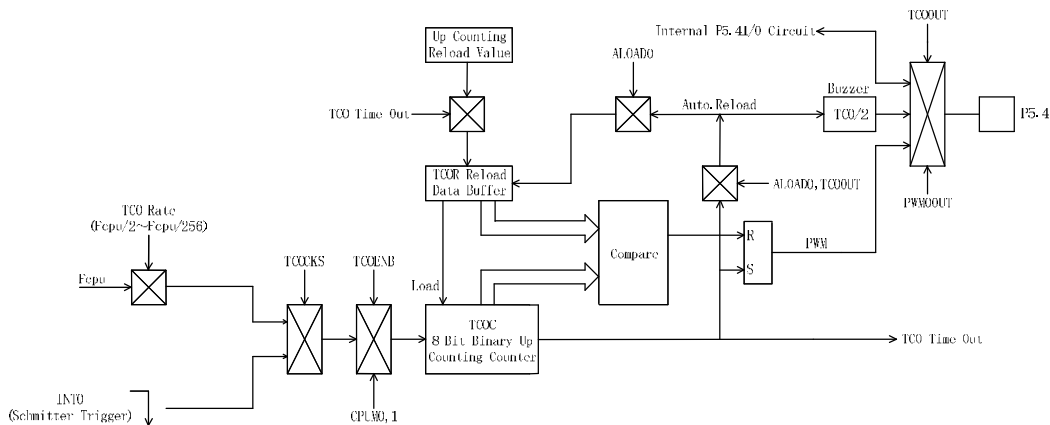 TC0OUT
Up Counting
Reload Value
Internal P5.4I/O Circuit
ALOAD0
Buzzer
TC0 Time Out
Auto.Reload
TC0/2
P5.4
TC0R Reload
Data Buffer
ALOAD0,TC0OUT
PWM0OUT
TC0 Rate
(Fcpu/2~Fcpu/256)
Compare
R
PWM
S
TC0CKS
TC0ENB
Fcpu
Load
TC0C
8 Bit Binary Up
Counting Counter
TC0 Time Out
INT0
(Schmitter Trigger)
CPUM0,1